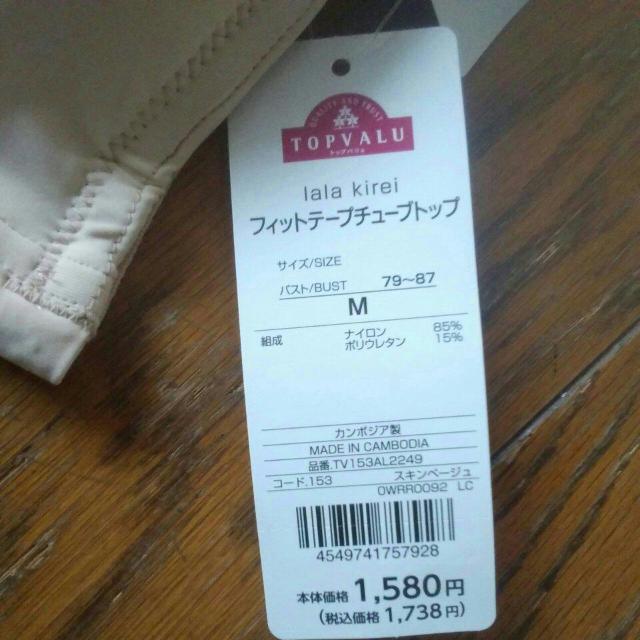 QUALITY AND TRUST
TOPVALU
トップバリュ
lala kirei
フィットテープチューブトップ
サイズ/SIZE
バスト/BUST 79〜87
M
組成 ナイロン 85%
ポリウレタン 15%
カンボジア製
MADE IN CAMBODIA
品番.TV153AL2249
コード.153 スキンベージュ
OWRR0092 LC
4549741757928
本体価格 1,580円
(税込価格 1,738円)